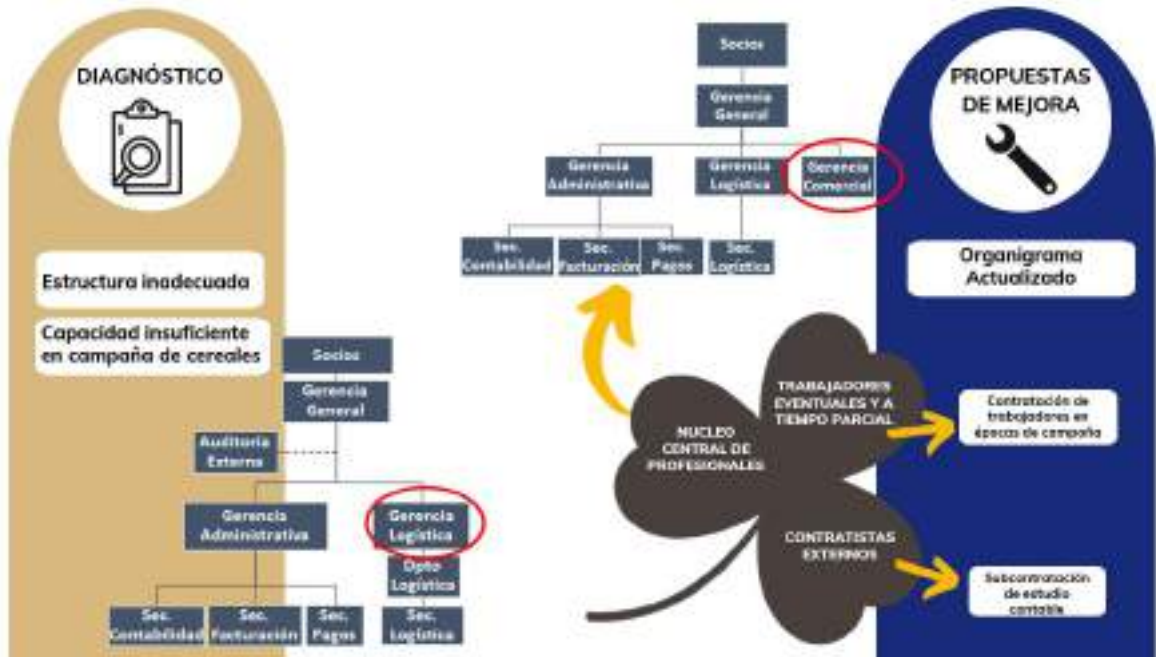 DIAGNÓSTICO
Estructura inadecuada
Capacidad insuficiente
en campaña de cereales
Socios
Gerencia
General
Auditoría
Externa
Gerencia
Administrativa
Gerencia
Logística
Dpto
Logística
Sec.
Contabilidad
Sec.
Facturación
Sec.
Pagos
Sec.
Logística
Socios
Gerencia
General
Gerencia
Administrativa
Gerencia
Logística
Gerencia
Comercial
Sec.
Contabilidad
Sec.
Facturación
Sec.
Pagos
Sec.
Logística
NUCLEO
CENTRAL DE
PROFESIONALES
TRABAJADORES
EVENTUALES Y A
TIEMPO PARCIAL
CONTRATISTAS
EXTERNOS
PROPUESTAS
DE MEJORA
Organigrama
Actualizado
Contratación de
trabajadores en
épocas de campaña
Subcontratación
de estudio
contable